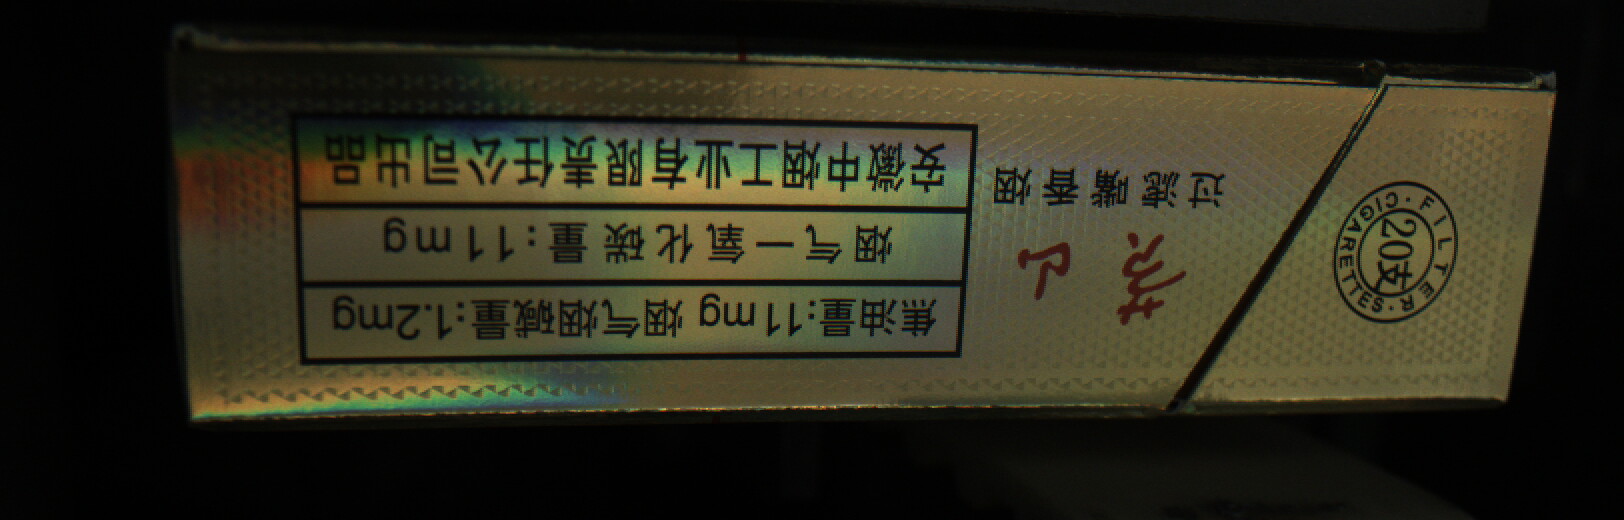 焦油量:11mg 烟气烟碱量:1.2mg
烟气一氧化碳量:11mg
安徽中烟工业有限责任公司出品
过滤嘴香烟
FILTER·CIGARETTES·
20支